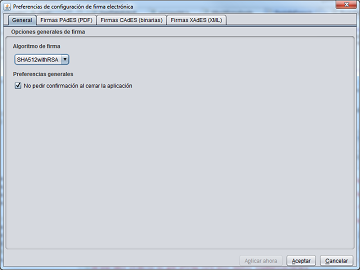 Preferencias de configuración de firma electrónica
General
Firmas PAdES (PDF)
Firmas CAdES (binarias)
Firmas XAdES (XML)
Opciones generales de firma
Algoritmo de firma
SHA512withRSA
Preferencias generales
No pedir confirmación al cerrar la aplicación
Aplicar ahora
Aceptar
Cancelar